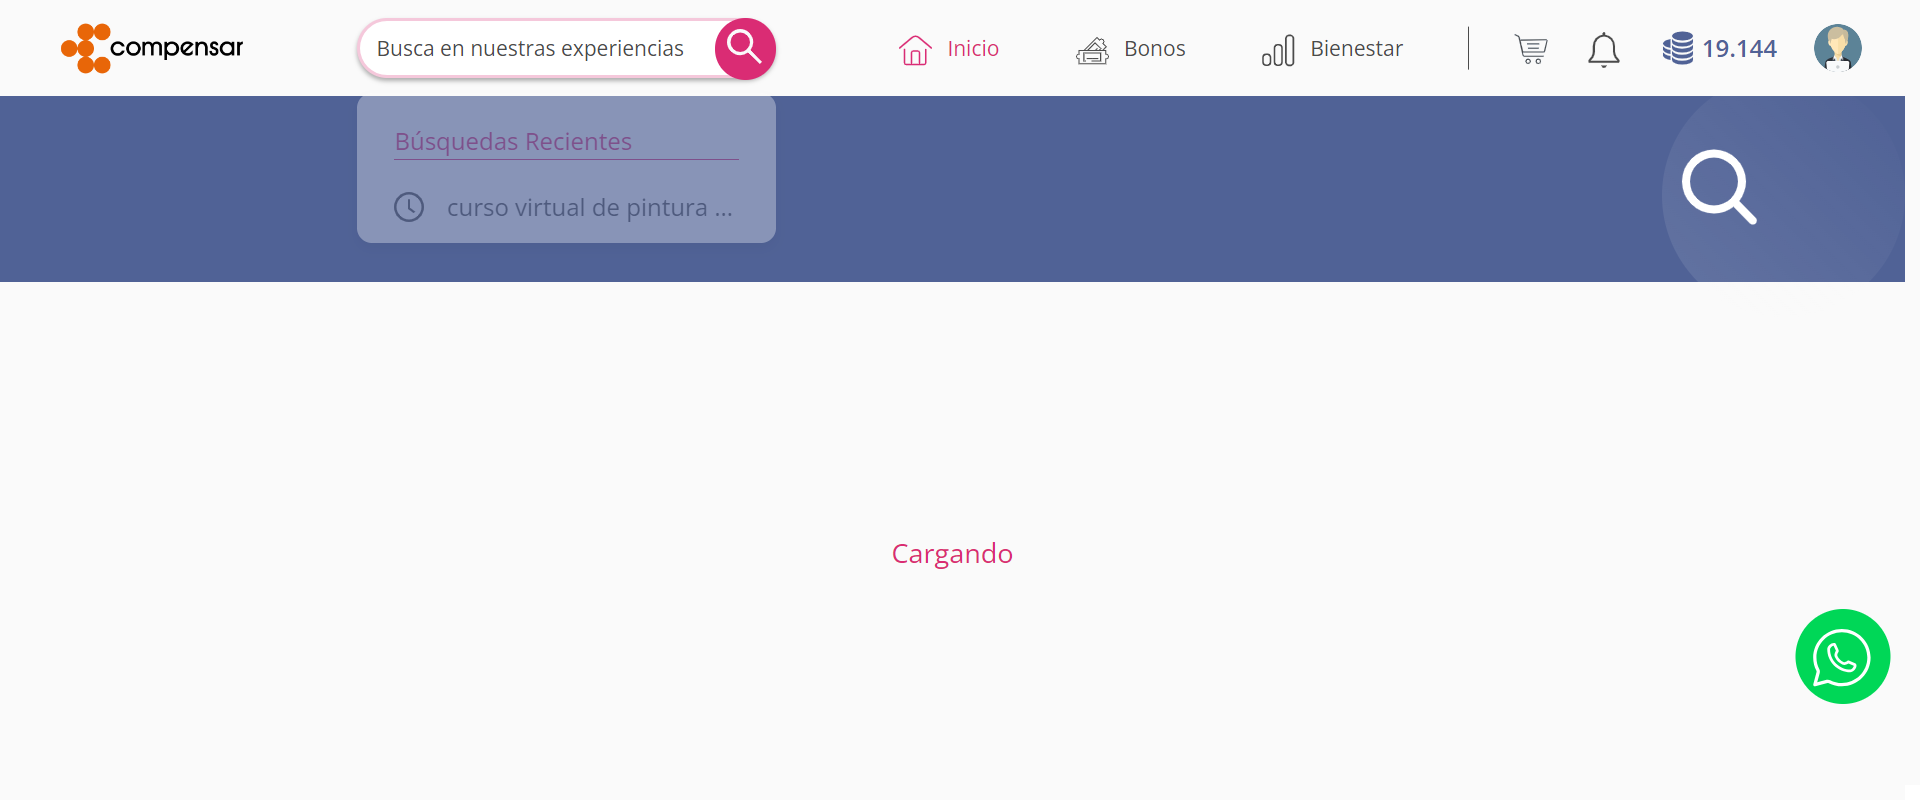 compensar
Busca en nuestras experiencias
Inicio
Bonos
Bienestar
19.144
Búsquedas Recientes
curso virtual de pintura ...
Cargando